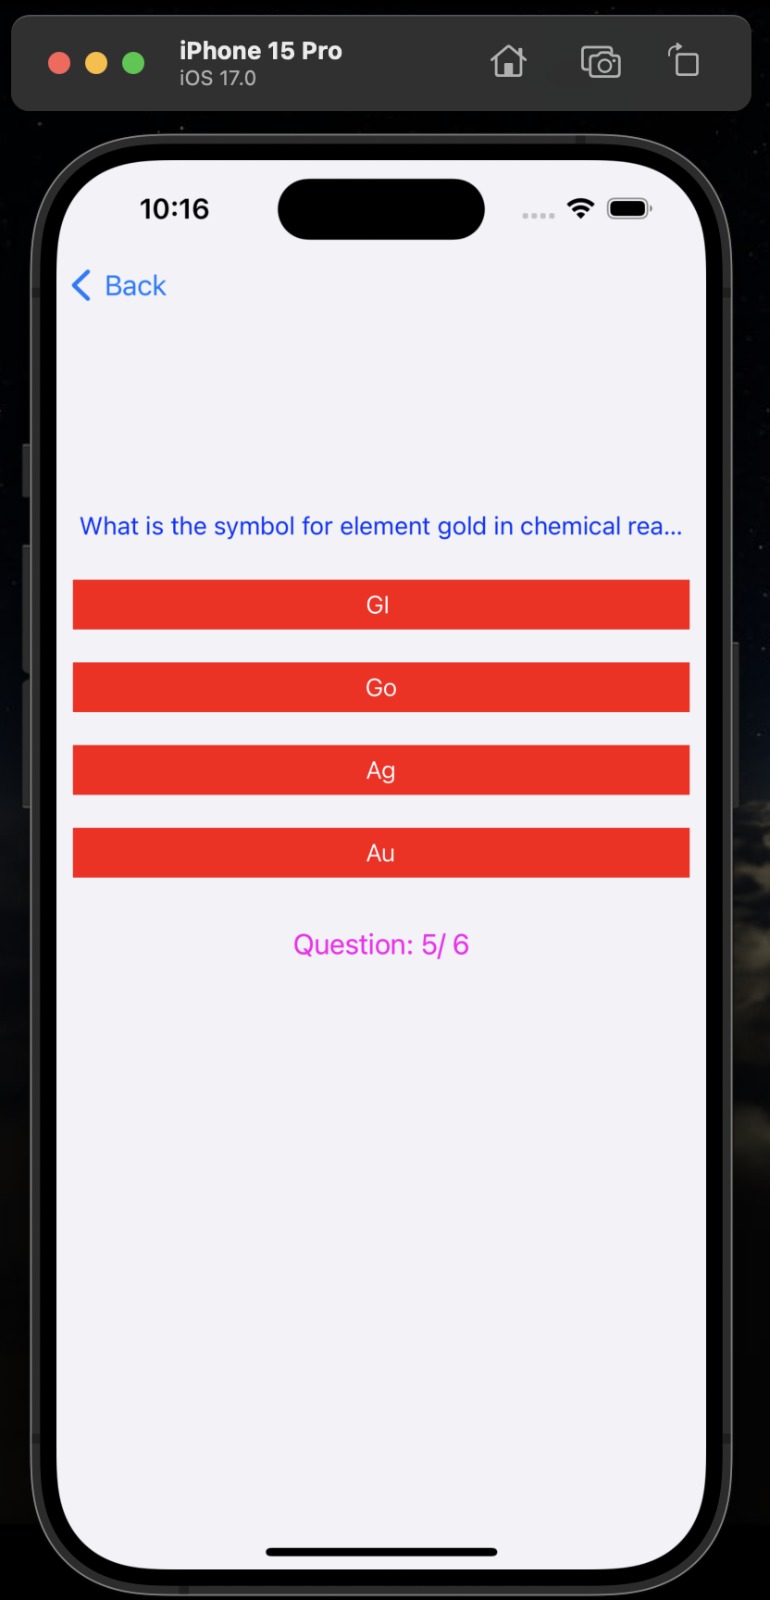 iPhone 15 Pro
iOS 17.0
10:16
Back
What is the symbol for element gold in chemical rea...
Gl
Go
Ag
Au
Question: 5/ 6